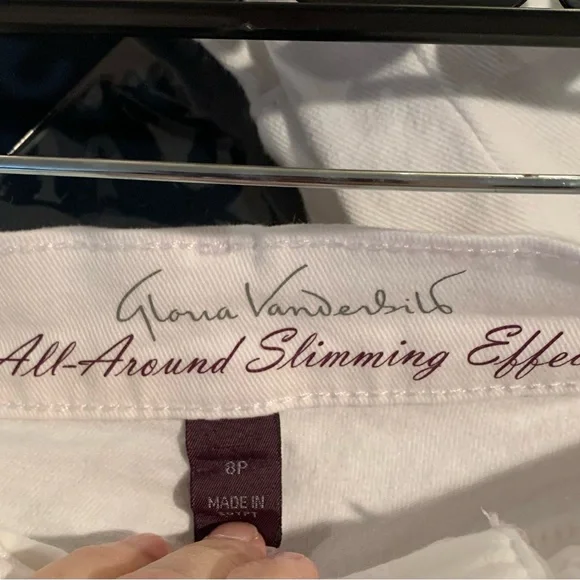 Gloria Vanderbilt
All-Around Slimming Effec
8P
MADE IN